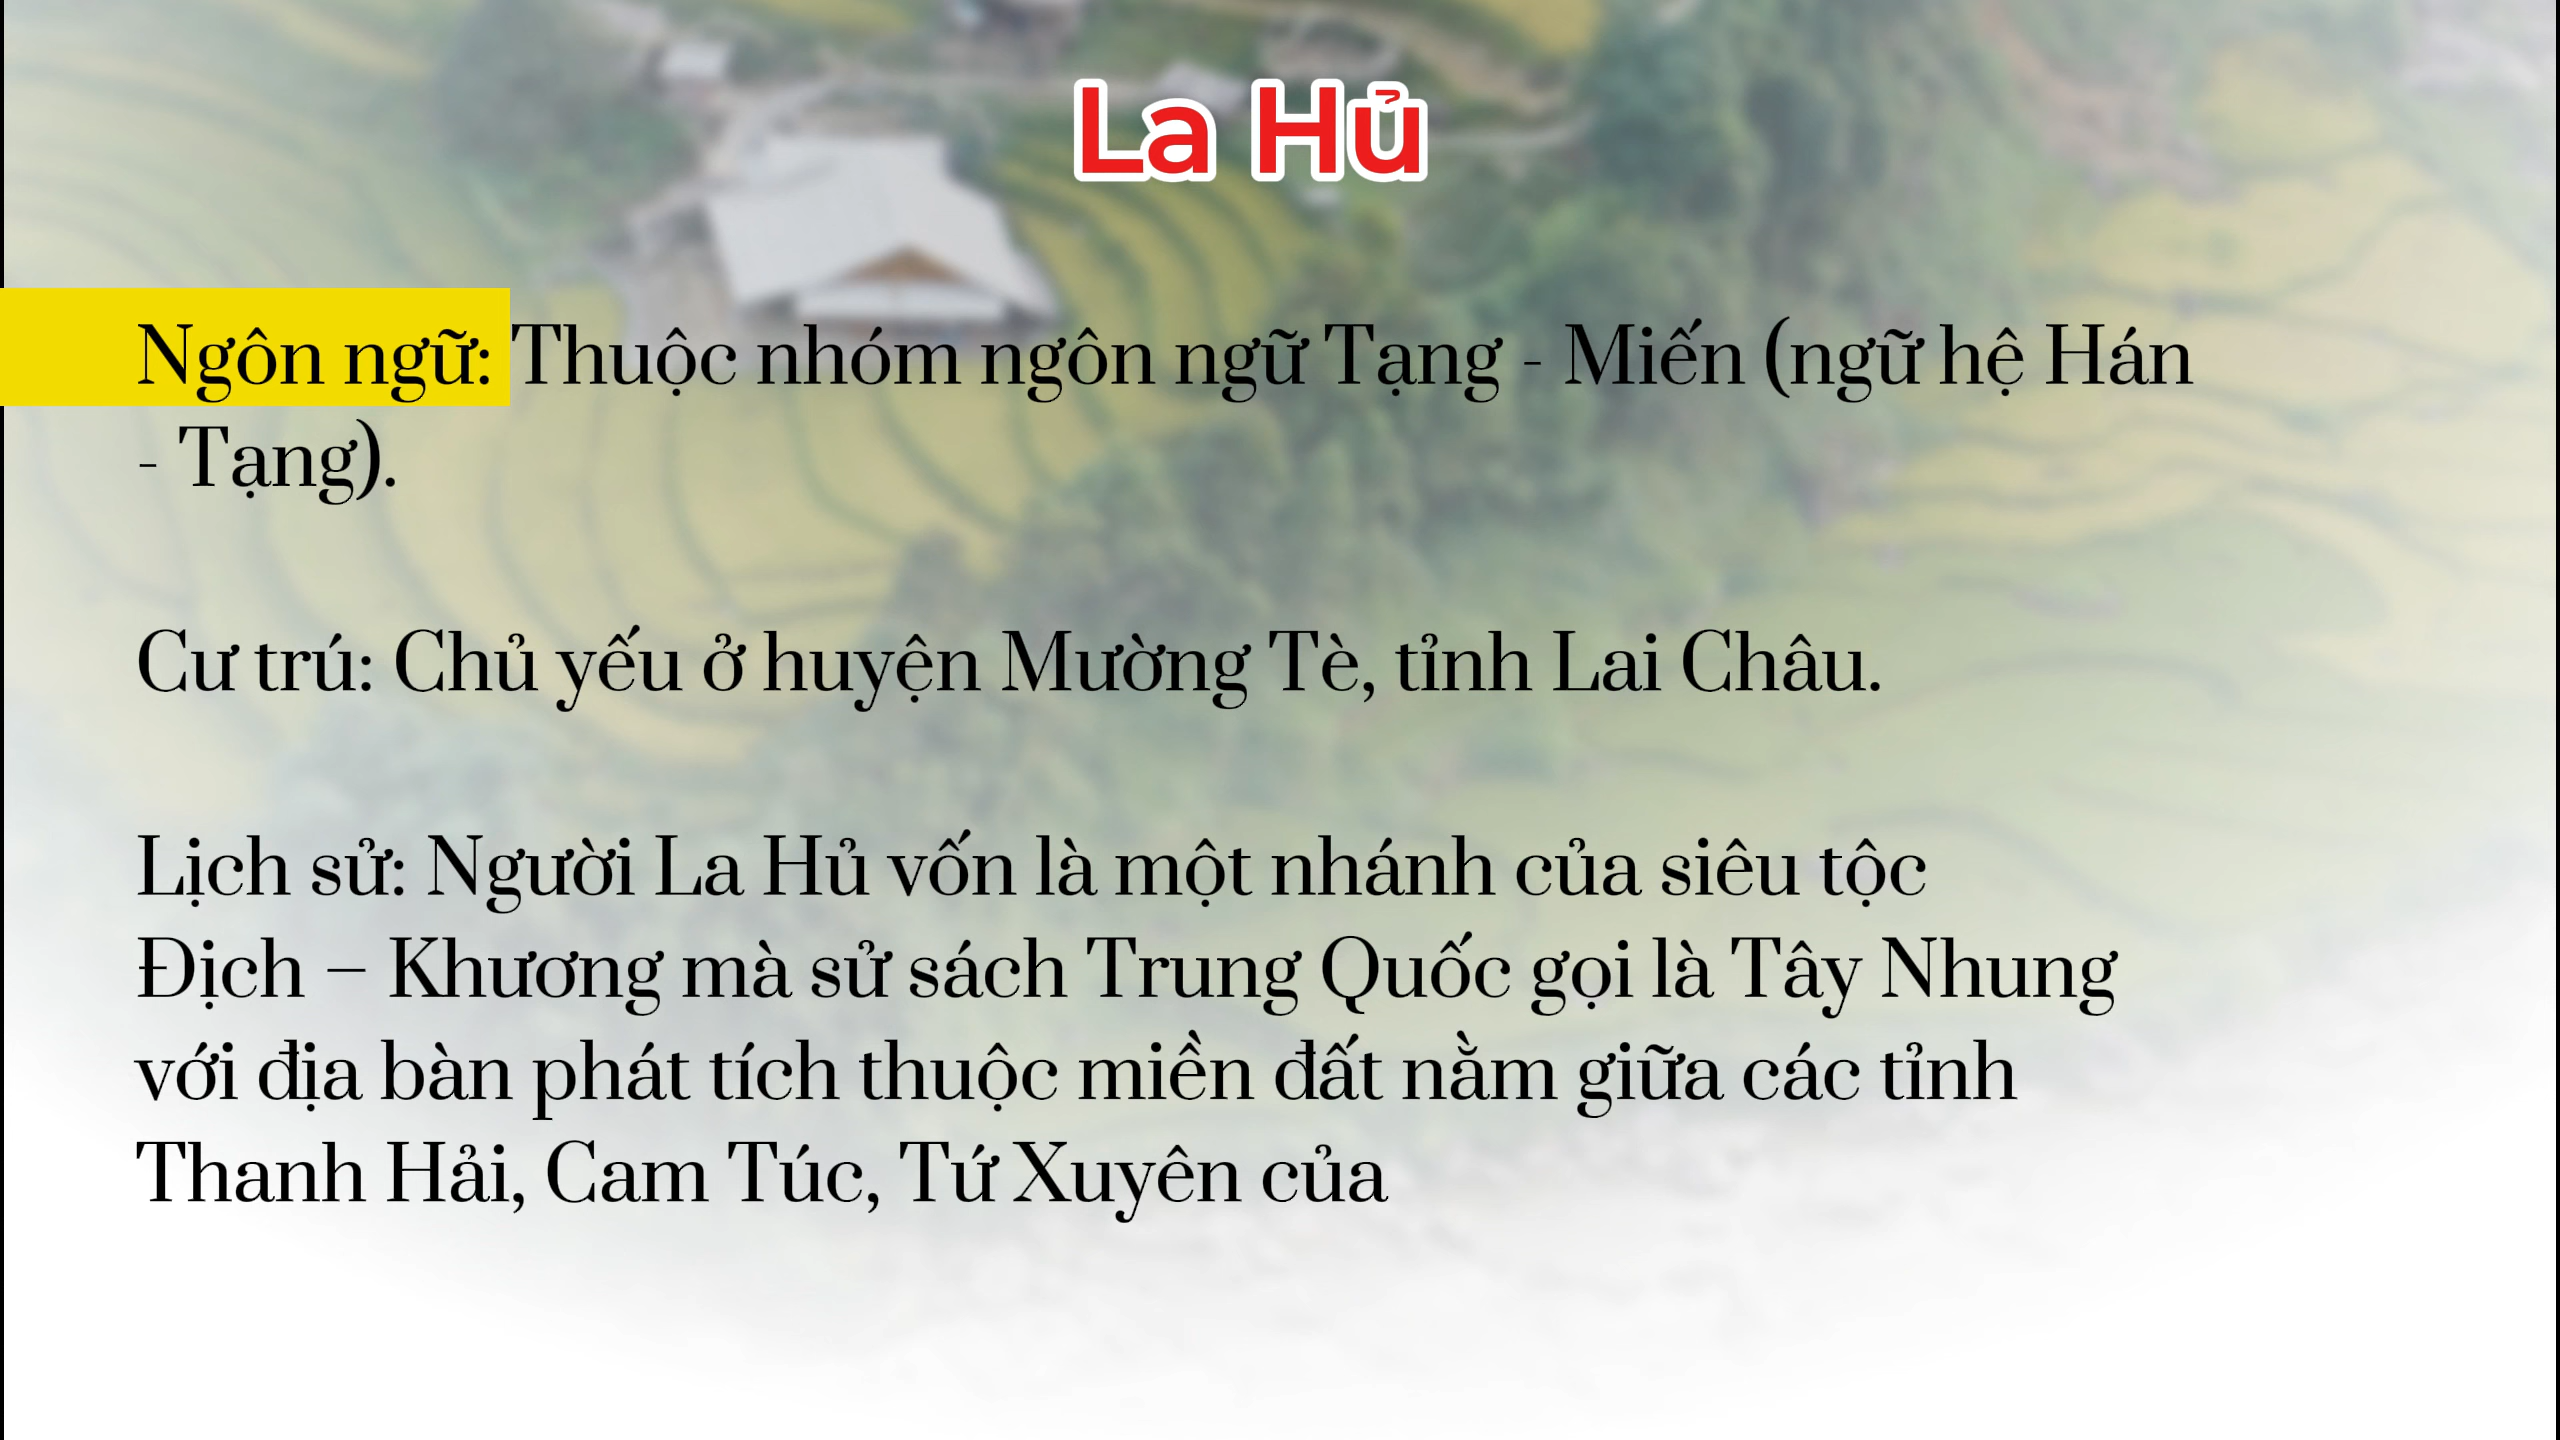 La Hủ
Ngôn ngữ: Thuộc nhóm ngôn ngữ Tạng - Miến (ngữ hệ Hán
- Tạng).
Cư trú: Chủ yếu ở huyện Mường Tè, tỉnh Lai Châu.
Lịch sử: Người La Hủ vốn là một nhánh của siêu tộc
Địch – Khương mà sử sách Trung Quốc gọi là Tây Nhung
với địa bàn phát tích thuộc miền đất nằm giữa các tỉnh
Thanh Hải, Cam Túc, Tứ Xuyên của